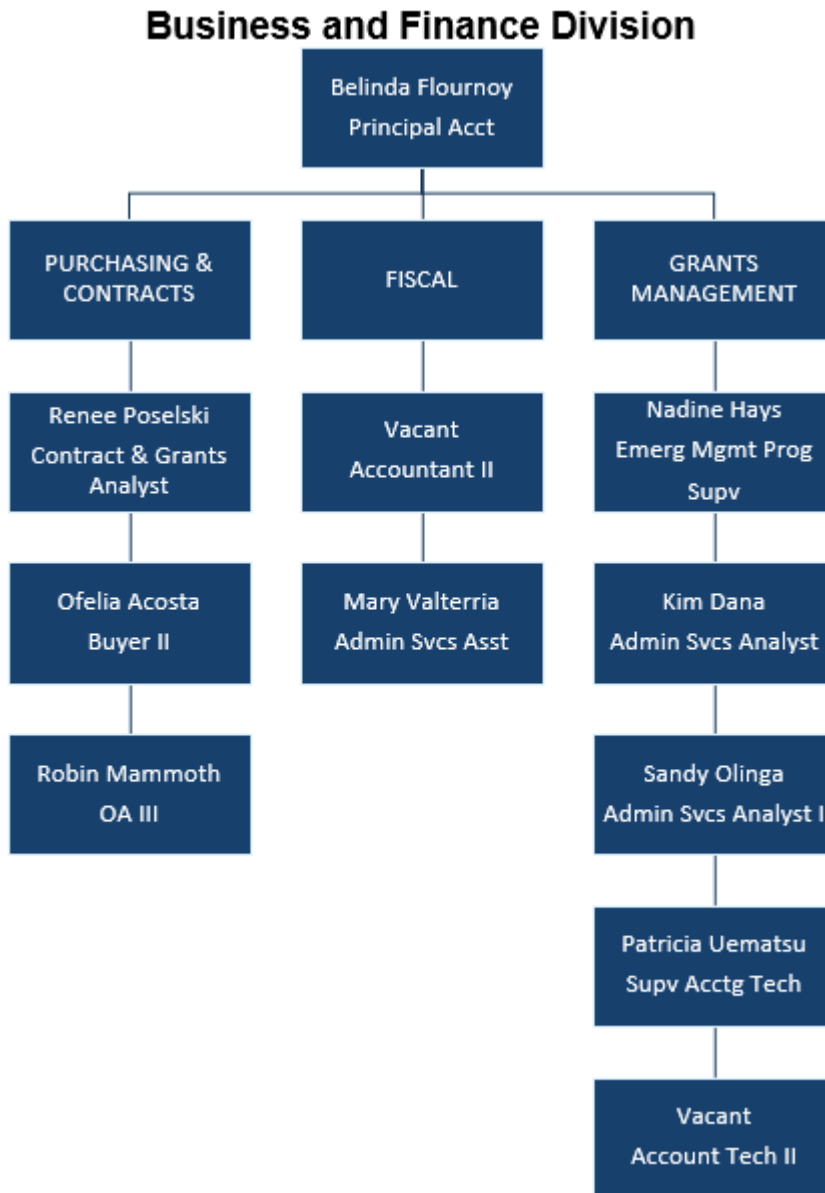 Business and Finance Division
Belinda Flournoy
Principal Acct
PURCHASING &
CONTRACTS
Renee Poselski
Contract & Grants
Analyst
Ofelia Acosta
Buyer II
Robin Mammoth
OA III
FISCAL
Vacant
Accountant II
Mary Valterria
Admin Svcs Asst
GRANTS
MANAGEMENT
Nadine Hays
Emerg Mgmt Prog
Supv
Kim Dana
Admin Svcs Analyst
Sandy Olinga
Admin Svcs Analyst I
Patricia Uematsu
Supv Acctg Tech
Vacant
Account Tech II